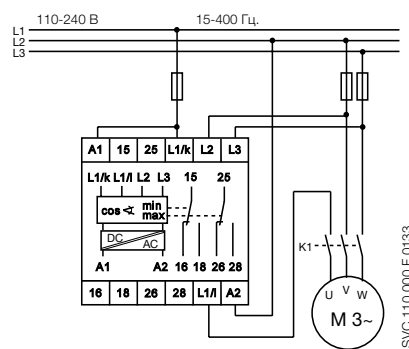 110-240 В 15-400 Гц.
L1
L2
L3
A1 15 25 L1/k L2 L3
L1/k L1/l L2 L3 15 25
cos ∢ min
max
DC AC
A1 A2 16 18 26 28
16 18 26 28 L1/l A2
K1
U V W
M 3~
SVC 110 000 F 0133